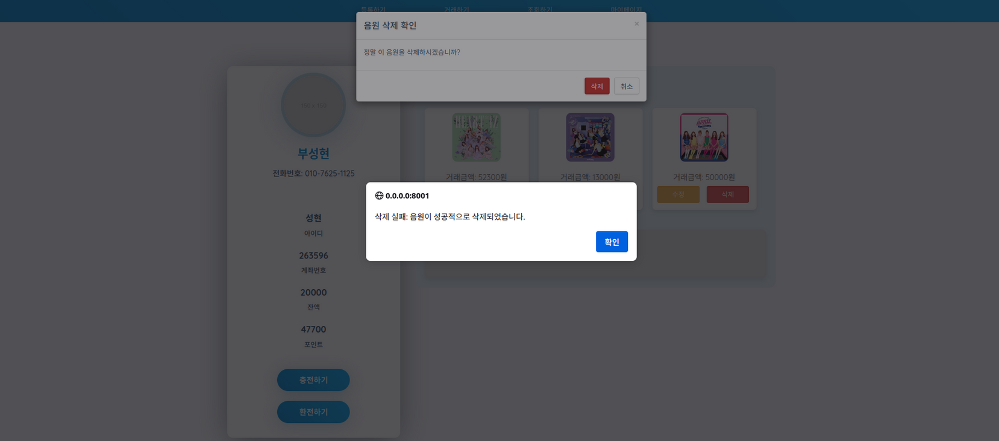 등록하기
거래하기
조회하기
마이페이지
음원 삭제 확인
×
정말 이 음원을 삭제하시겠습니까?
삭제
취소
150 x 150
부성현
전화번호: 010-7625-1125
성현
아이디
263596
계좌번호
20000
잔액
47700
포인트
충전하기
환전하기
APRIL
거래금액: 52300원
거래금액: 13000원
거래금액: 50000원
수정
삭제
0.0.0.0:8001
삭제 실패: 음원이 성공적으로 삭제되었습니다.
확인